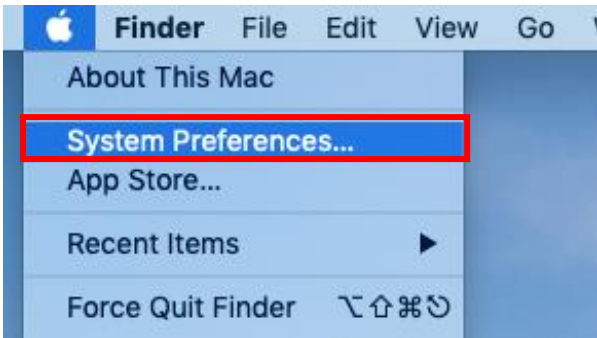 Finder File Edit View Go
About This Mac
System Preferences...
App Store...
Recent Items ▶
Force Quit Finder ⌥⇧⌘⎋